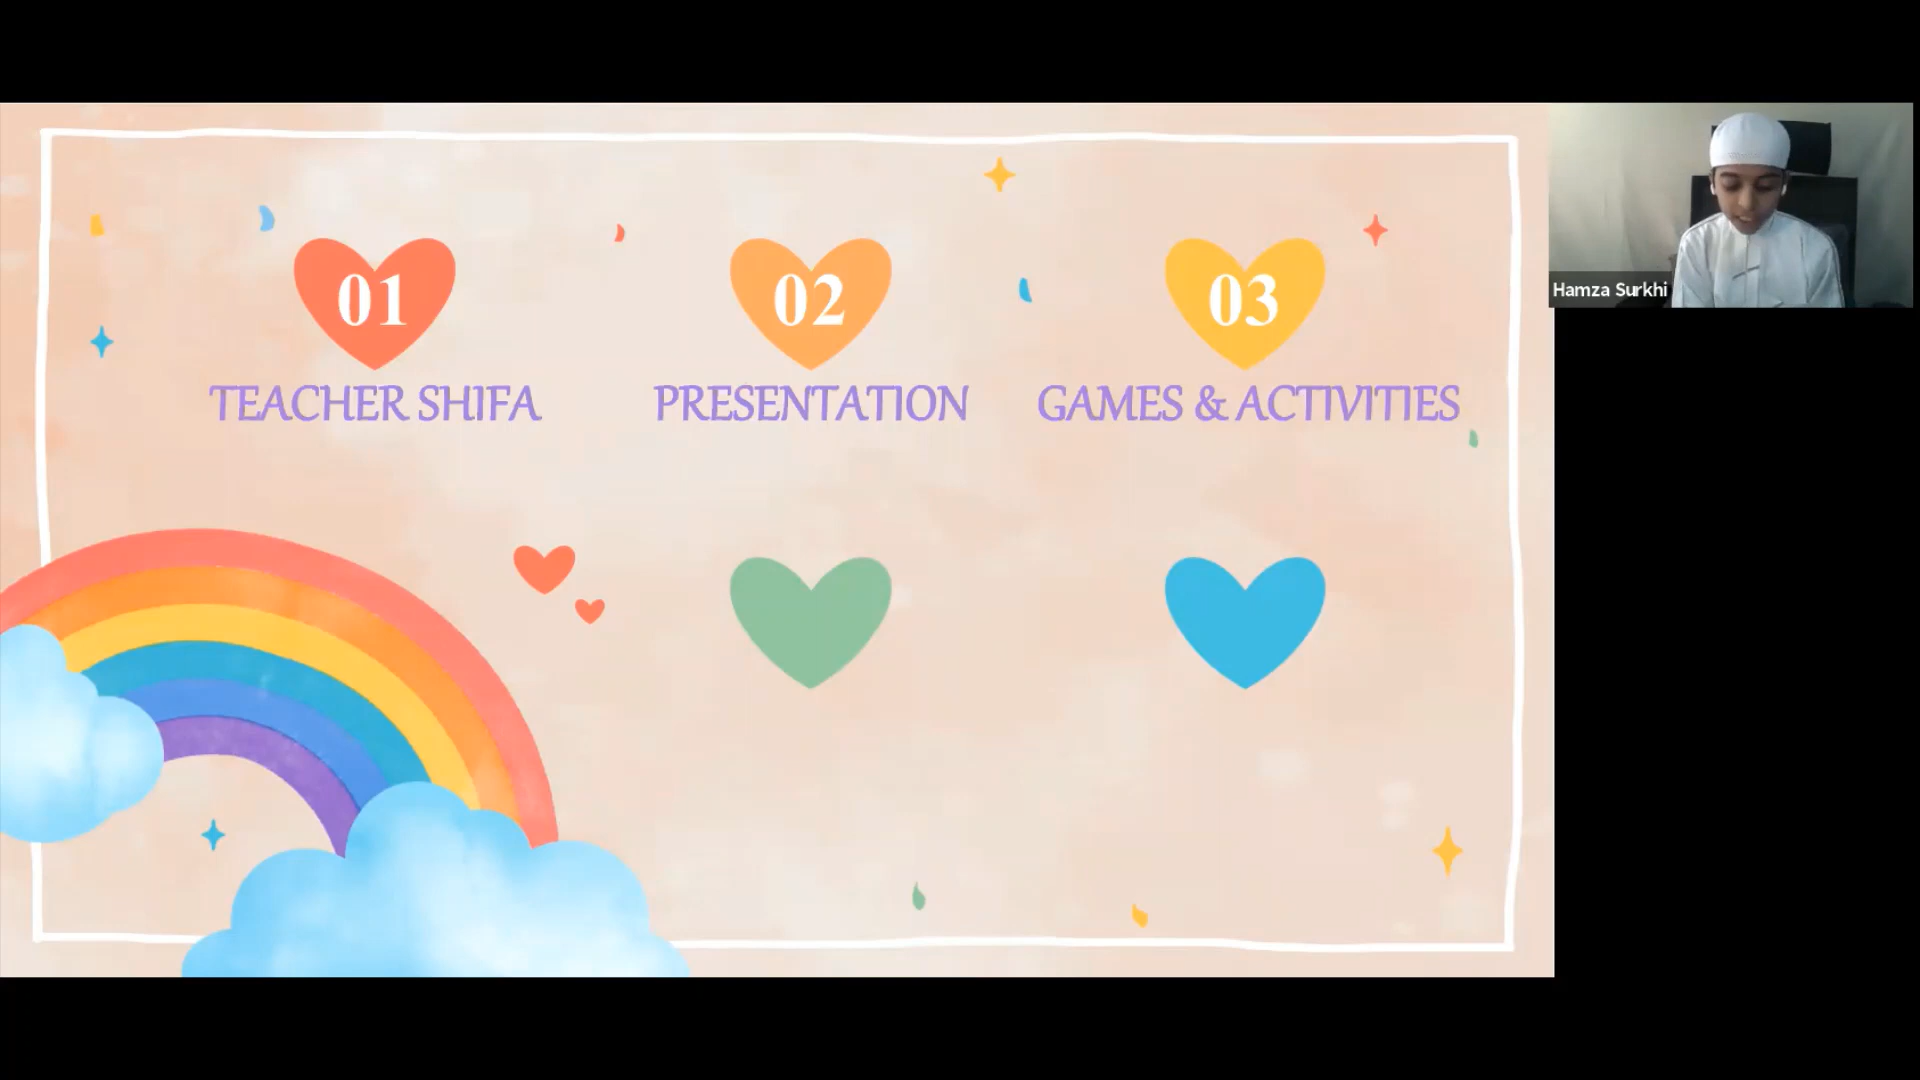 01
02
03
TEACHER SHIFA
PRESENTATION
GAMES & ACTIVITIES
Hamza Surkhi